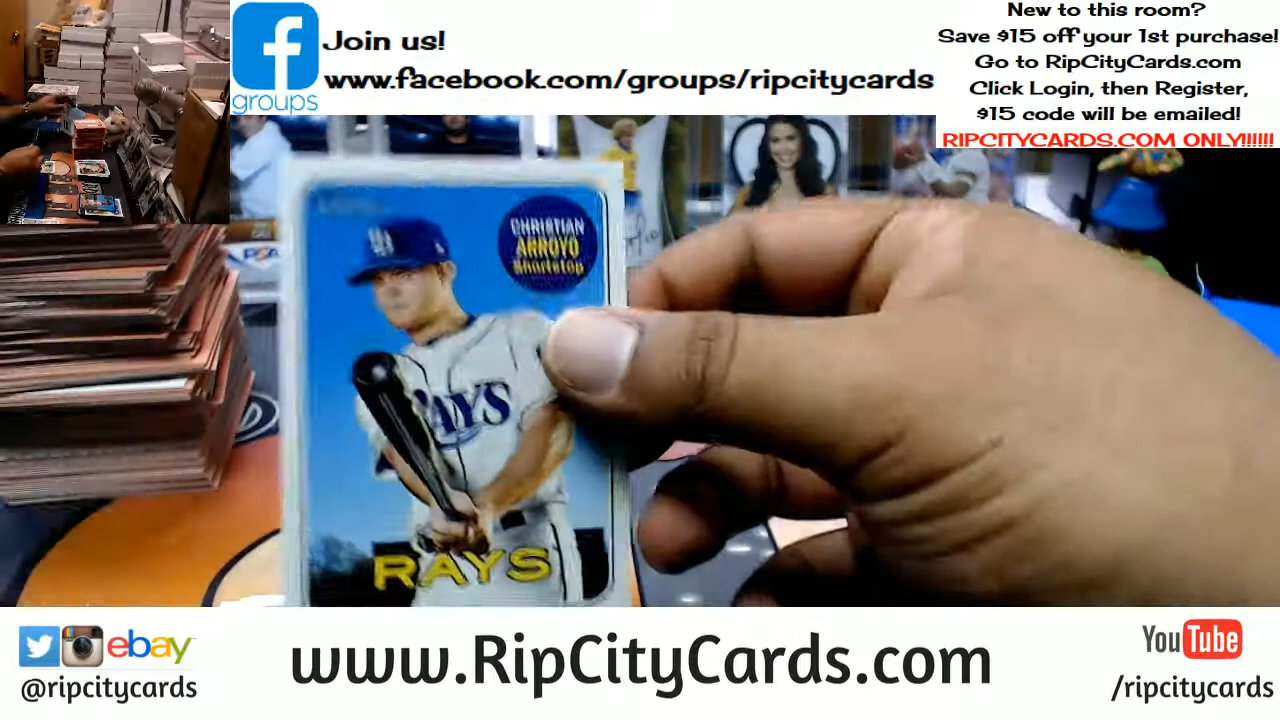 Join us!
www.facebook.com/groups/ripcitycards
groups
New to this room?
Save $15 off your 1st purchase!
Go to RipCityCards.com
Click Login, then Register,
$15 code will be emailed!
RIPCITYCARDS.COM ONLY!!!!!!
CHRISTIAN
ARROYO
Shortstop
RAYS
RAYS
ebay
@ripcitycards
www.RipCityCards.com
YouTube
/ripcitycards